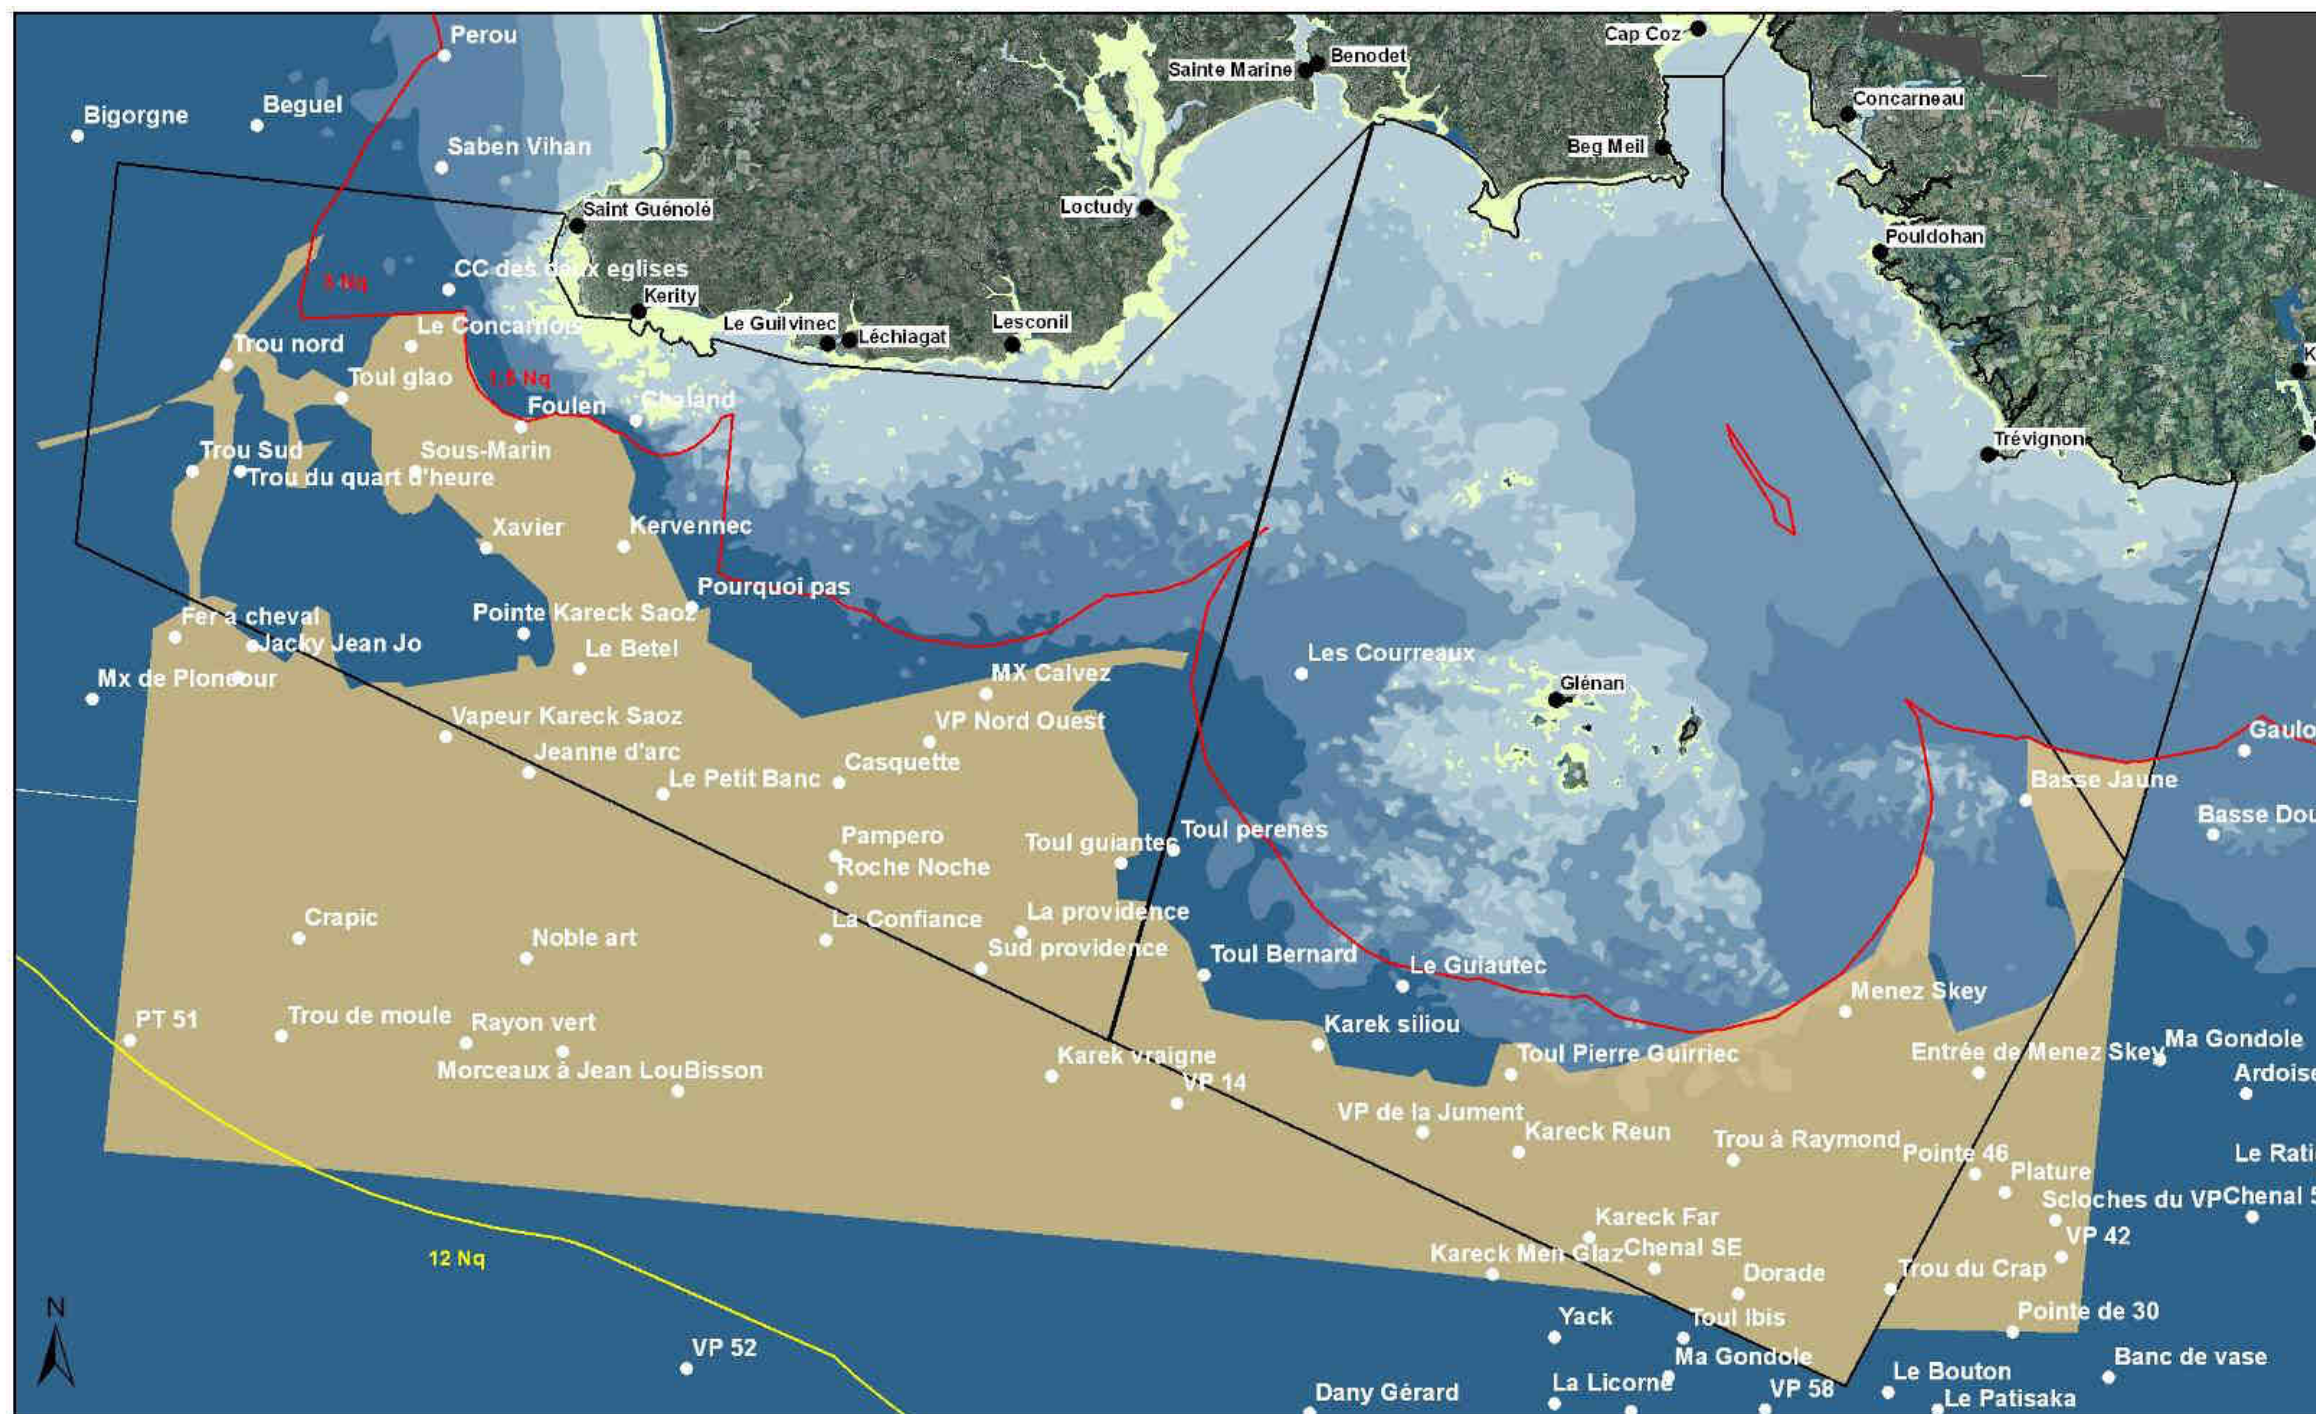 Perou
Cap Coz
Sainte Marine
Benodet
Bigorgne
Beguel
Concarneau
Saben Vihan
Beg Meil
Saint Guénolé
Loctudy
Pouldohan
CC des deux eglises
3 Nq
Kerity
Le Concarnois
Le Guilvinec
Léchiagat
Lesconil
Trou nord
Toul glao
1,5 Nq
Foulen
Chaland
Trou Sud
Sous-Marin
Trou du quart d'heure
Trévignon
Xavier
Kervennec
Pourquoi pas
Fer a cheval
Pointe Kareck Saoz
Jacky Jean Jo
Le Betel
Les Courreaux
Mx de Ploneour
MX Calvez
Glénan
Vapeur Kareck Saoz
VP Nord Ouest
Gaulo
Jeanne d'arc
Le Petit Banc
Casquette
Basse Jaune
Basse Dou
Pampero
Toul guiantec
Toul perenes
Roche Noche
Crapic
Noble art
La Confiance
La providence
Sud providence
Toul Bernard
Le Guiautec
Menez Skey
PT 51
Trou de moule
Rayon vert
Karek siliou
Morceaux à Jean Lou
Bisson
Karek vraigne
Toul Pierre Guirriec
Entrée de Menez Skey
Ma Gondole
VP 14
Ardoise
VP de la Jument
Kareck Reun
Trou à Raymond
Pointe 46
Le Rati
Plature
Scloches du VP
Chenal 5
Kareck Far
VP 42
12 Nq
Kareck Men Glaz
Chenal SE
Dorade
Trou du Crap
N
Yack
Toul Ibis
Pointe de 30
VP 52
Ma Gondole
Banc de vase
Dany Gérard
La Licorne
VP 58
Le Bouton
Le Patisaka